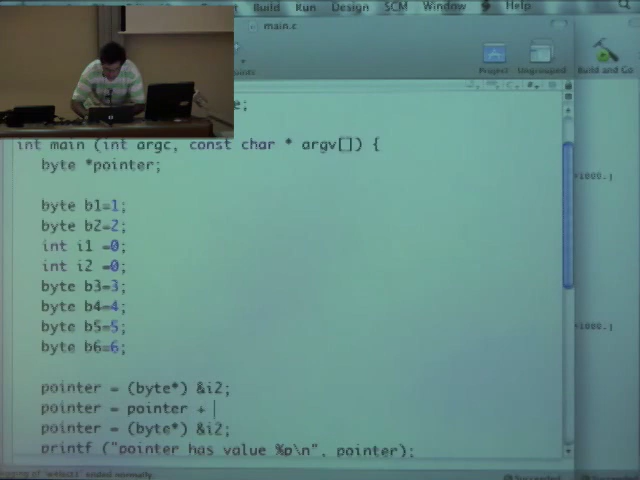 Build Run Design SCM Window Help
main.c
Project Ungrouped Build and Go
e;
int main (int argc, const char * argv[]) {
byte *pointer;
byte b1=1;
byte b2=2;
int i1 =0;
int i2 =0;
byte b3=3;
byte b4=4;
byte b5=5;
byte b6=6;
pointer = (byte*) &i2;
pointer = pointer +
pointer = (byte*) &i2;
printf ("pointer has value %p\n", pointer);
ended normally.